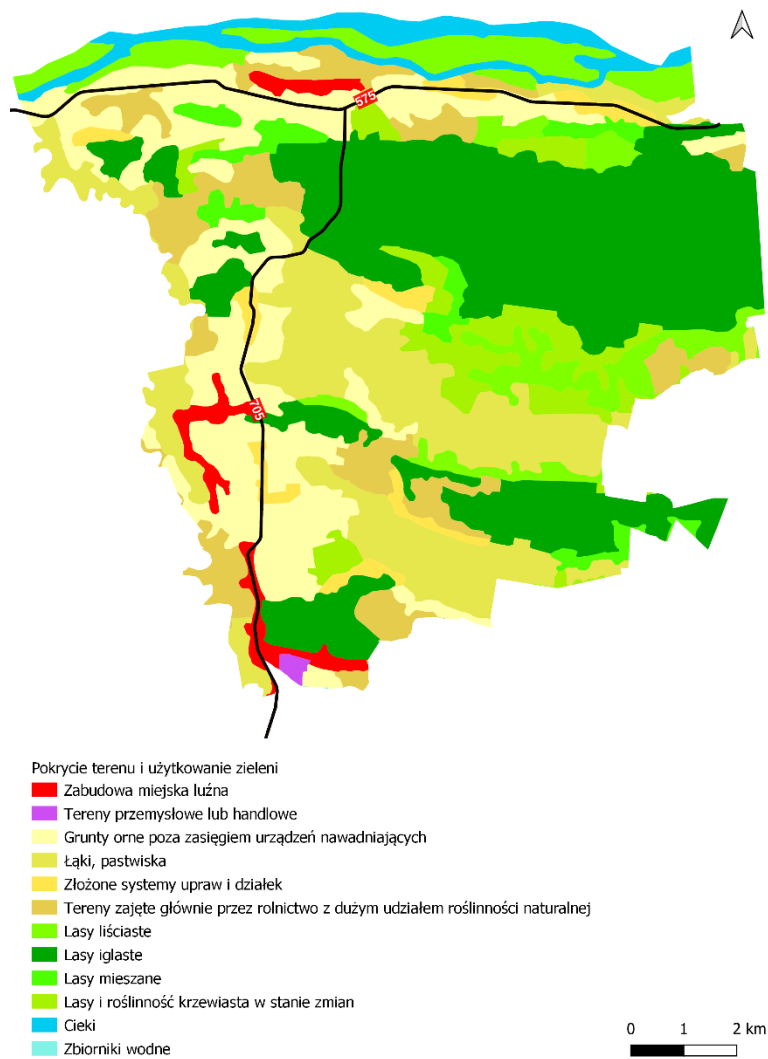 575
705
Pokrycie terenu i użytkowanie zieleni
Zabudowa miejska luźna
Tereny przemysłowe lub handlowe
Grunty orne poza zasięgiem urządzeń nawadniających
Łąki, pastwiska
Złożone systemy upraw i działek
Tereny zajęte głównie przez rolnictwo z dużym udziałem roślinności naturalnej
Lasy liściaste
Lasy iglaste
Lasy mieszane
Lasy i roślinność krzewiasta w stanie zmian
Cieki
Zbiorniki wodne
0 1 2 km